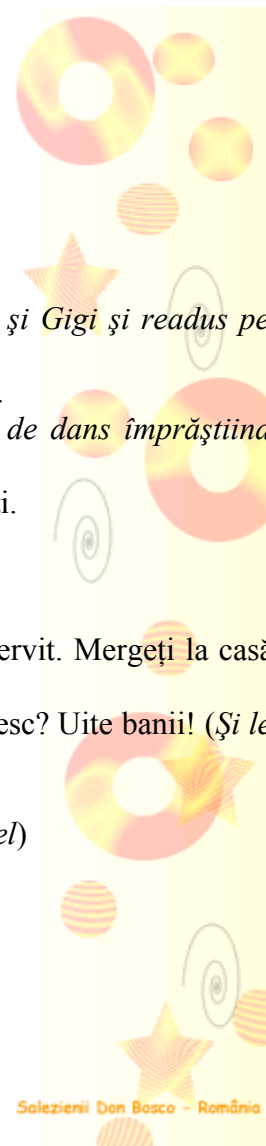 şi Gigi şi readus pe
de dans împrăştiind
i.
ervit. Mergeți la casă
esc? Uite banii! (Şi le
el)
Salezienii Don Bosco - România